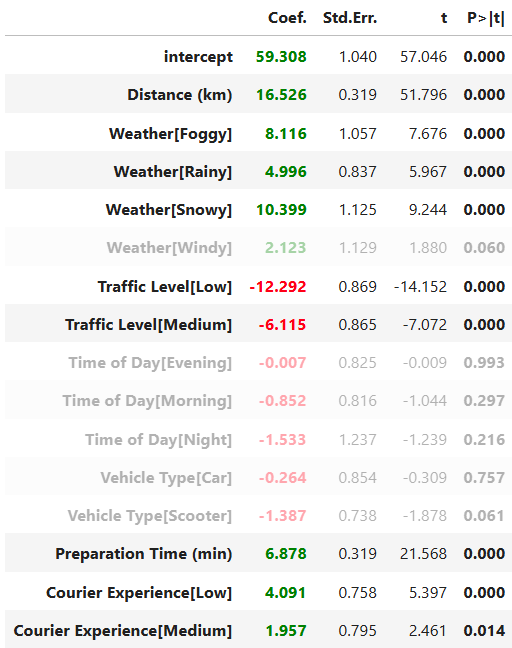 Coef. Std.Err. t P>|t|
intercept 59.308 1.040 57.046 0.000
Distance (km) 16.526 0.319 51.796 0.000
Weather[Foggy] 8.116 1.057 7.676 0.000
Weather[Rainy] 4.996 0.837 5.967 0.000
Weather[Snowy] 10.399 1.125 9.244 0.000
Weather[Windy] 2.123 1.129 1.880 0.060
Traffic Level[Low] -12.292 0.869 -14.152 0.000
Traffic Level[Medium] -6.115 0.865 -7.072 0.000
Time of Day[Evening] -0.007 0.825 -0.009 0.993
Time of Day[Morning] -0.852 0.816 -1.044 0.297
Time of Day[Night] -1.533 1.237 -1.239 0.216
Vehicle Type[Car] -0.264 0.854 -0.309 0.757
Vehicle Type[Scooter] -1.387 0.738 -1.878 0.061
Preparation Time (min) 6.878 0.319 21.568 0.000
Courier Experience[Low] 4.091 0.758 5.397 0.000
Courier Experience[Medium] 1.957 0.795 2.461 0.014